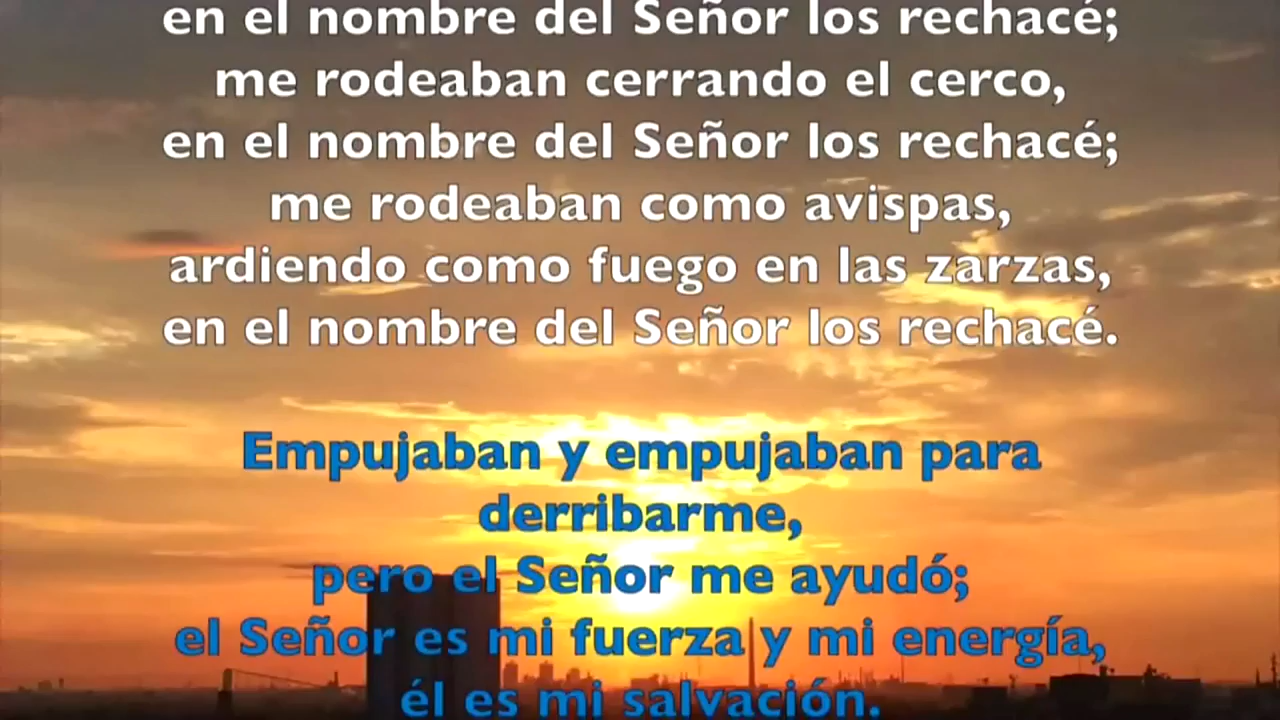 en el nombre del Señor los rechacé;
me rodeaban cerrando el cerco,
en el nombre del Señor los rechacé;
me rodeaban como avispas,
ardiendo como fuego en las zarzas,
en el nombre del Señor los rechacé.
Empujaban y empujaban para
derribarme,
pero el Señor me ayudó;
el Señor es mi fuerza y mi energía,
él es mi salvación.